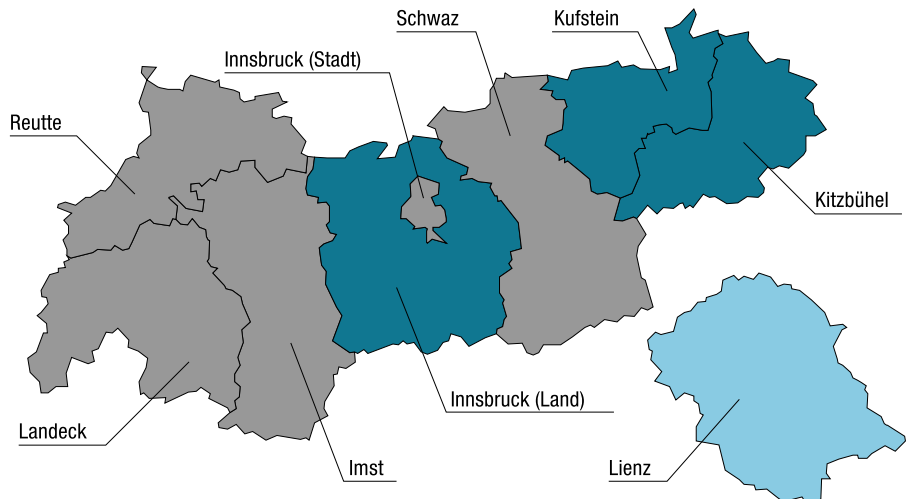 Schwaz
Kufstein
Innsbruck (Stadt)
Reutte
Kitzbühel
Innsbruck (Land)
Landeck
Imst
Lienz